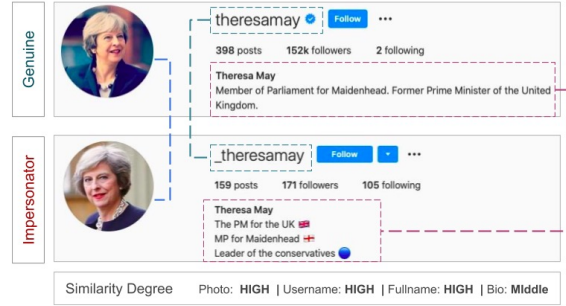 Genuine
theresamay Follow •••
398 posts 152k followers 2 following
Theresa May
Member of Parliament for Maidenhead. Former Prime Minister of the United
Kingdom.
Impersonator
_theresamay Follow •••
159 posts 171 followers 105 following
Theresa May
The PM for the UK 🇬🇧
MP for Maidenhead 🏴󠁧󠁢󠁥󠁮󠁧󠁿
Leader of the conservatives 🔵
Similarity Degree Photo: HIGH | Username: HIGH | Fullname: HIGH | Bio: MIddle